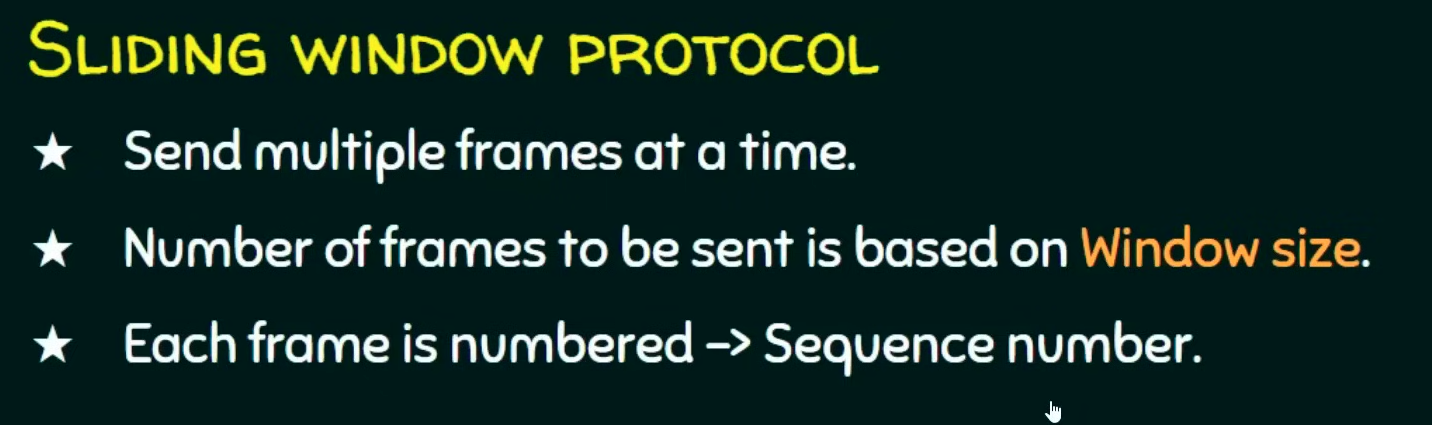 SLIDING WINDOW PROTOCOL
★ Send multiple frames at a time.
★ Number of frames to be sent is based on Window size.
★ Each frame is numbered -> Sequence number.